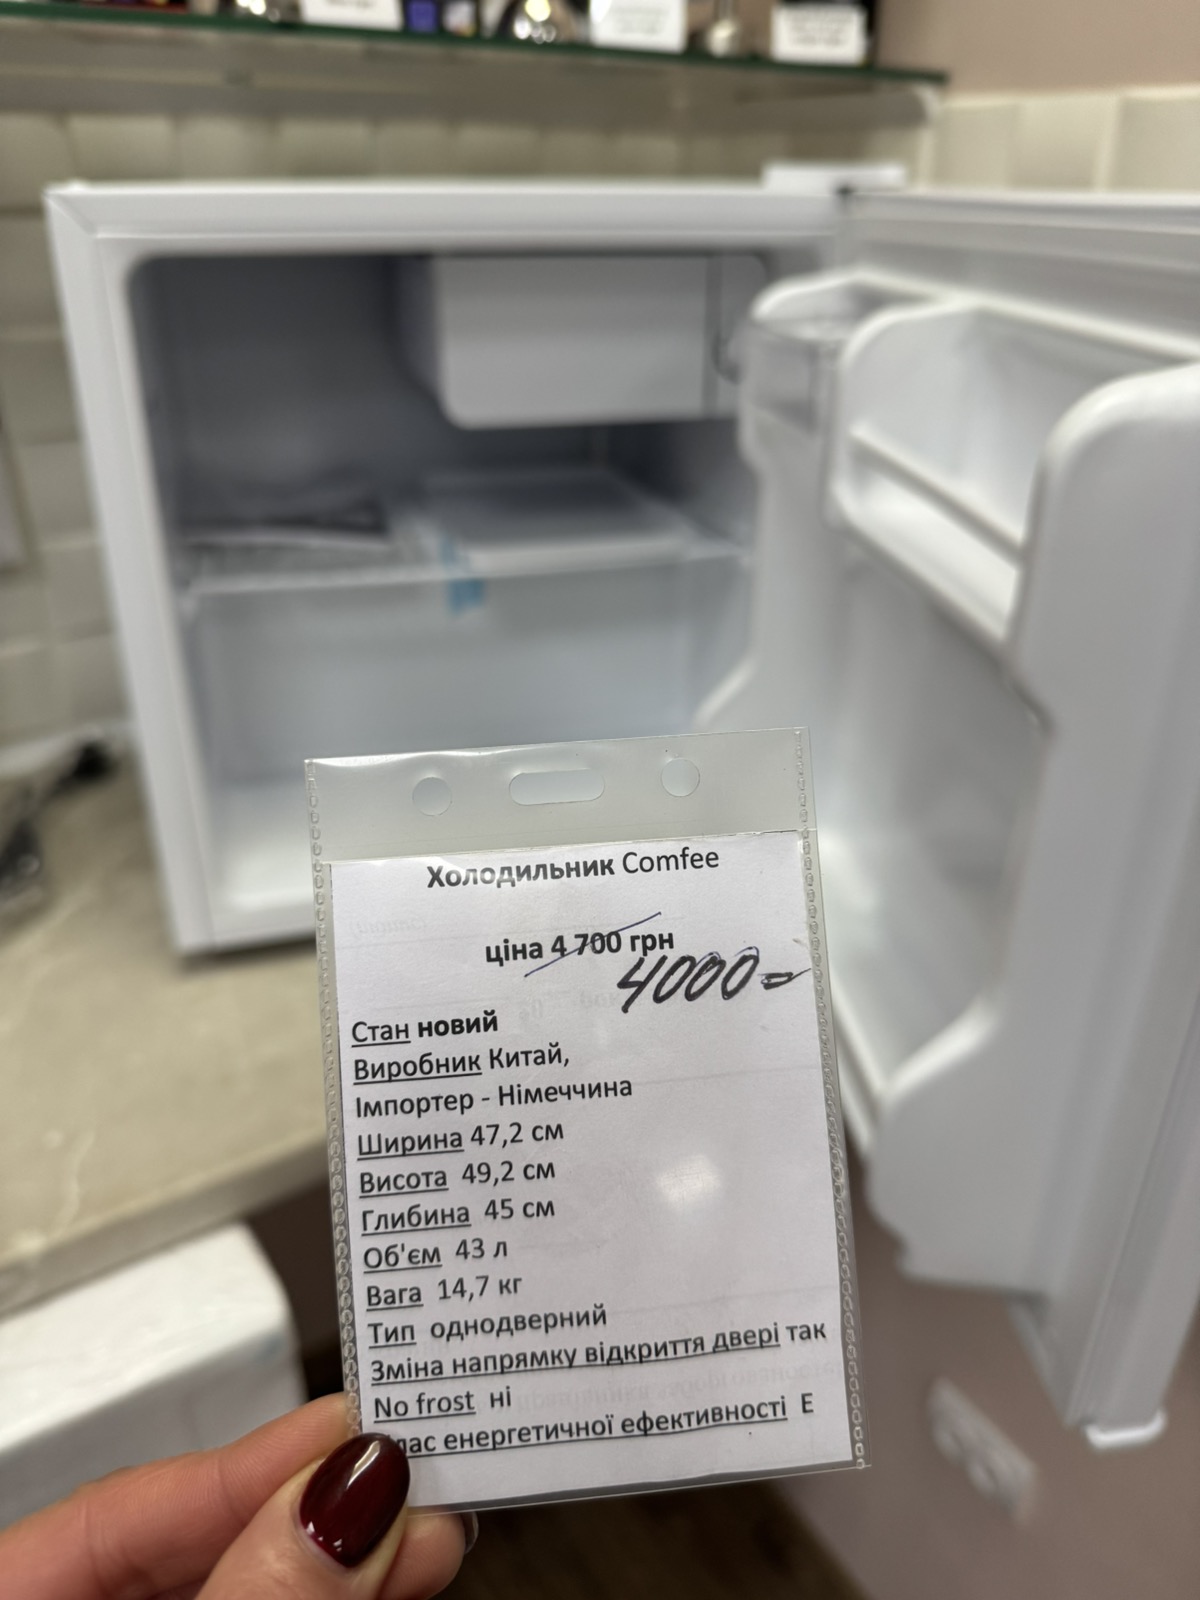 Холодильник Comfee
ціна 4 700 грн
4000=
Стан новий
Виробник Китай,
Імпортер - Німеччина
Ширина 47,2 см
Висота 49,2 см
Глибина 45 см
Об'єм 43 л
Вага 14,7 кг
Тип однодверний
Зміна напрямку відкриття двері так
No frost ні
лас енергетичної ефективності Е